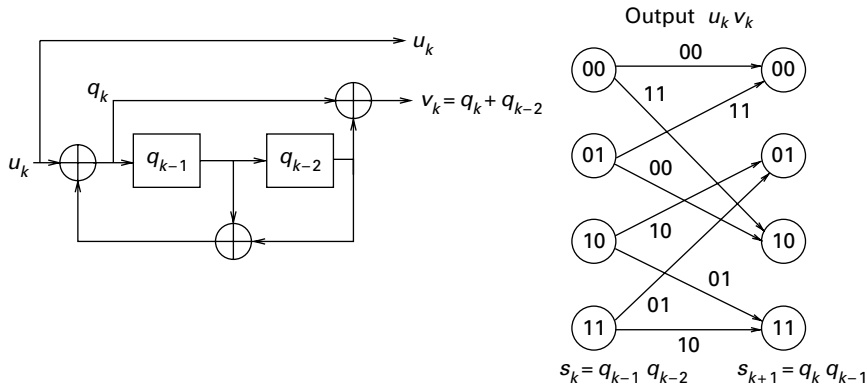 Output u_k v_k
u_k
q_k
v_k = q_k + q_{k-2}
u_k
q_{k-1}
q_{k-2}
00
00
00
11
11
01
01
00
10
10
10
01
01
11
11
10
s_k = q_{k-1} q_{k-2}
s_{k+1} = q_k q_{k-1}